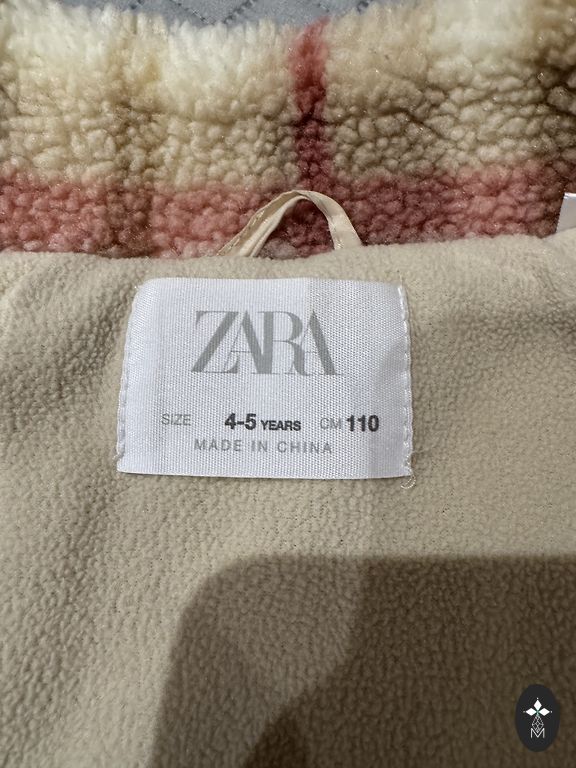 ZARA
SIZE 4-5 YEARS CM 110
MADE IN CHINA
M